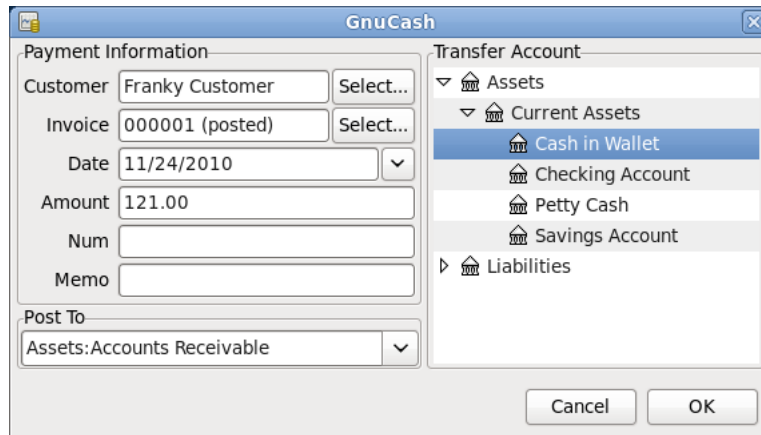 GnuCash
Payment Information
Customer Franky Customer Select...
Invoice 000001 (posted) Select...
Date 11/24/2010
Amount 121.00
Num
Memo
Post To
Assets:Accounts Receivable
Transfer Account
Assets
Current Assets
Cash in Wallet
Checking Account
Petty Cash
Savings Account
Liabilities
Cancel OK